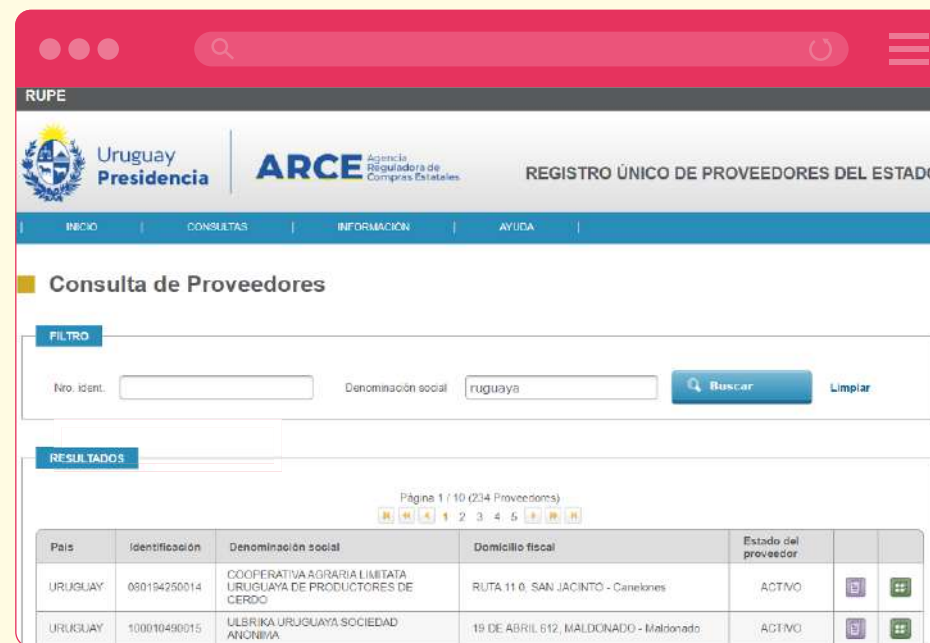 RUPE
Uruguay
Presidencia
ARCE
Agencia
Reguladora de
Compras Estatales
REGISTRO ÚNICO DE PROVEEDORES DEL ESTADO
INICIO | CONSULTAS | INFORMACIÓN | AYUDA |
Consulta de Proveedores
FILTRO
Nro. ident. Denominación social ruguaya Buscar Limpiar
RESULTADOS
Página 1 / 10 (234 Proveedores)
1 2 3 4 5
País Identificación Denominación social Domicilio fiscal Estado del proveedor
URUGUAY 080194250014 COOPERATIVA AGRARIA LIMITATA URUGUAYA DE PRODUCTORES DE CERDO RUTA 11 0, SAN JACINTO - Canelones ACTIVO
URUGUAY 100010490015 ULBRIKA URUGUAYA SOCIEDAD ANONIMA 19 DE ABRIL 612, MALDONADO - Maldonado ACTIVO